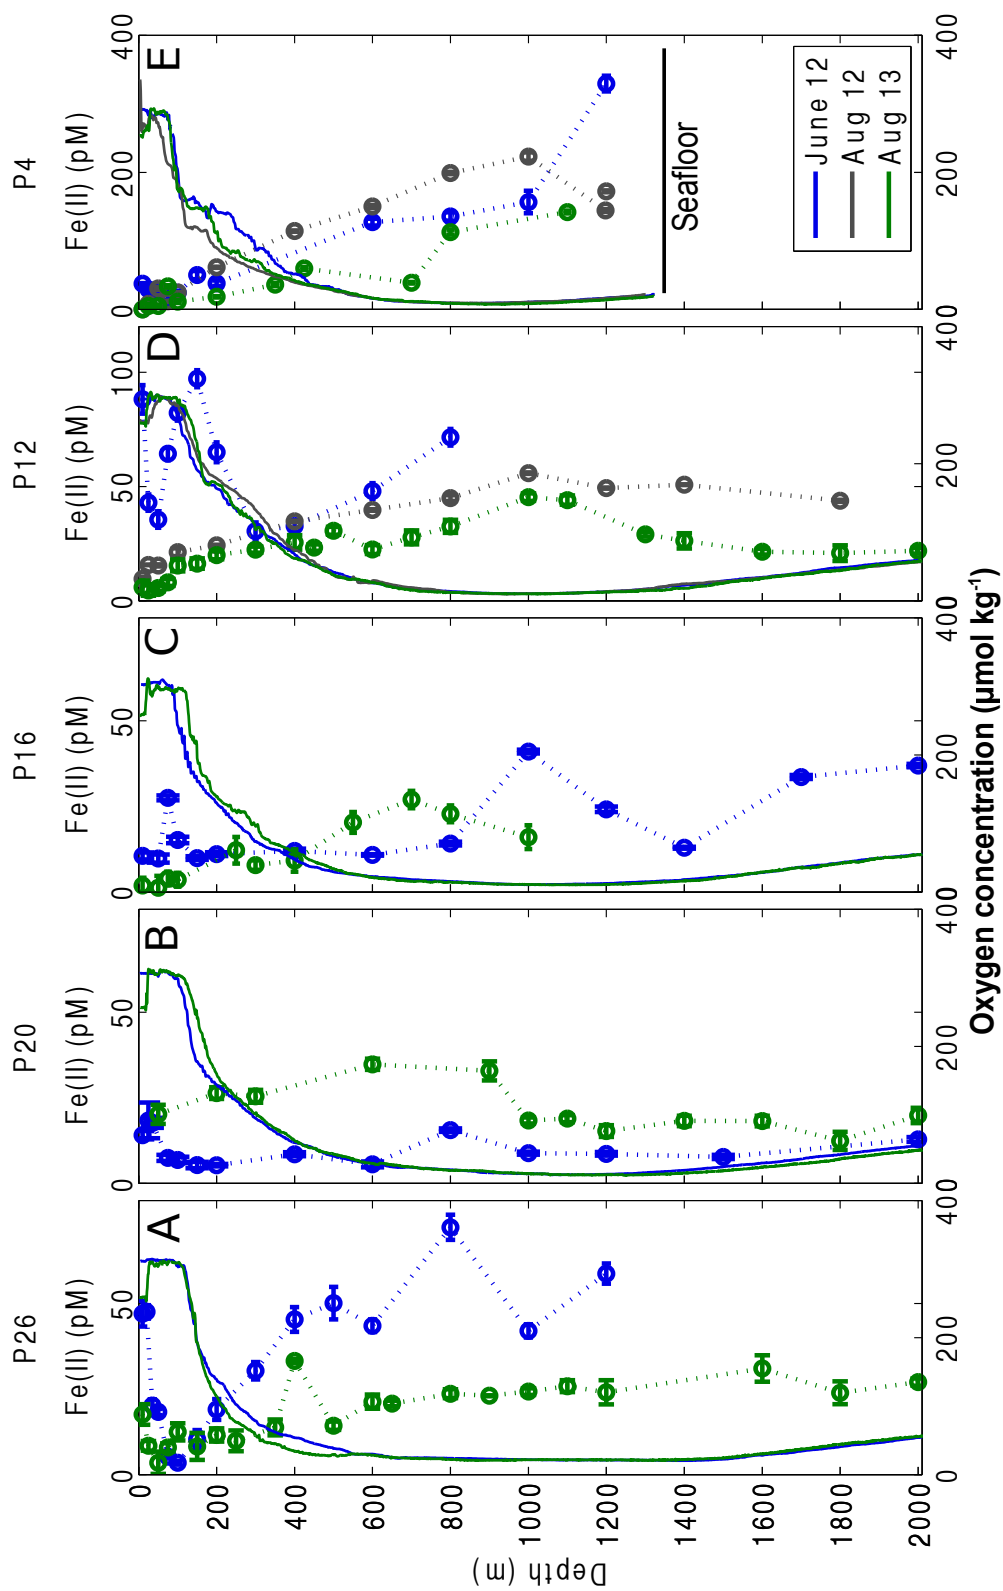 P26
P20
P16
P12
P4
Fe(II) (pM)
Fe(II) (pM)
Fe(II) (pM)
Fe(II) (pM)
Fe(II) (pM)
0 50
0 50
0 50
0 50 100
0 200 400
A
B
C
D
E
Depth (m)
0
200
400
600
800
1000
1200
1400
1600
1800
2000
Seafloor
June 12
Aug 12
Aug 13
0 200 400
0 200 400
0 200 400
0 200 400
0 200 400
Oxygen concentration (µmol kg⁻¹)